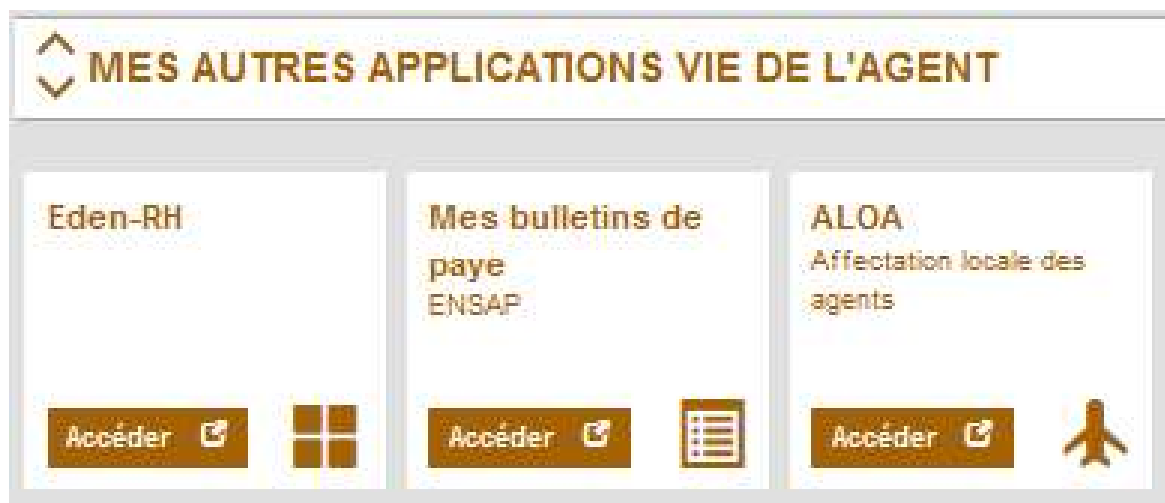 MES AUTRES APPLICATIONS VIE DE L'AGENT
Eden-RH
Mes bulletins de
paye
ENSAP
ALOA
Affectation locale des
agents
Accéder
Accéder
Accéder